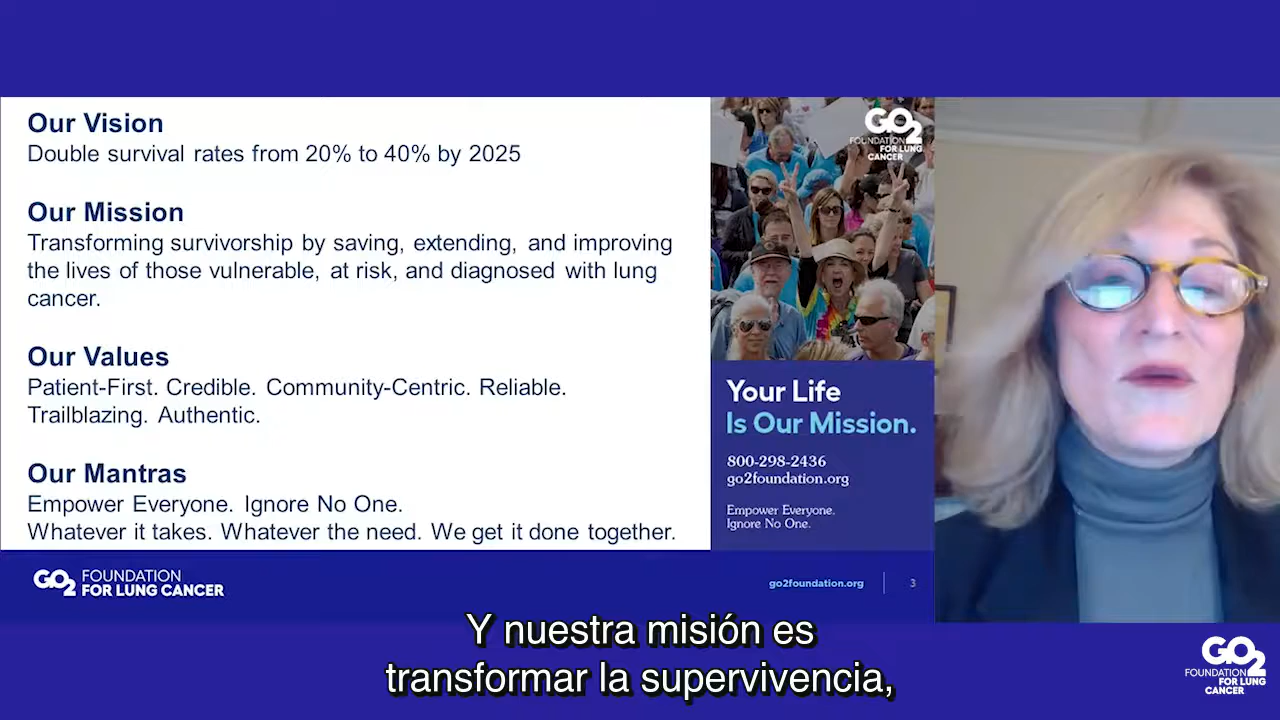 Our Vision
Double survival rates from 20% to 40% by 2025
Our Mission
Transforming survivorship by saving, extending, and improving
the lives of those vulnerable, at risk, and diagnosed with lung
cancer.
Our Values
Patient-First. Credible. Community-Centric. Reliable.
Trailblazing. Authentic.
Our Mantras
Empower Everyone. Ignore No One.
Whatever it takes. Whatever the need. We get it done together.
GO2
FOUNDATION
FOR LUNG
CANCER
Your Life
Is Our Mission.
800-298-2436
go2foundation.org
Empower Everyone.
Ignore No One.
GO2 FOUNDATION
FOR LUNG CANCER
go2foundation.org
3
Y nuestra misión es
transformar la supervivencia,
GO2
FOUNDATION
FOR LUNG
CANCER